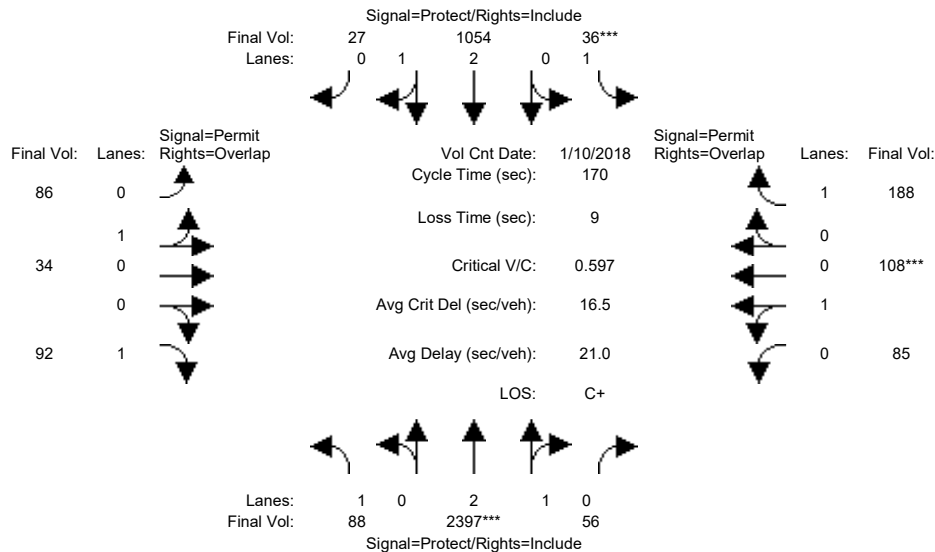 Signal=Protect/Rights=Include
Final Vol: 27 1054 36***
Lanes: 0 1 2 0 1
Signal=Permit
Final Vol: Lanes: Rights=Overlap
Vol Cnt Date: 1/10/2018
Signal=Permit
Rights=Overlap Lanes: Final Vol:
Cycle Time (sec): 170
86 0
1 188
Loss Time (sec): 9
1
0
34 0
Critical V/C: 0.597
0 108***
0
Avg Crit Del (sec/veh): 16.5
1
92 1
Avg Delay (sec/veh): 21.0
0 85
LOS: C+
Lanes: 1 0 2 1 0
Final Vol: 88 2397*** 56
Signal=Protect/Rights=Include